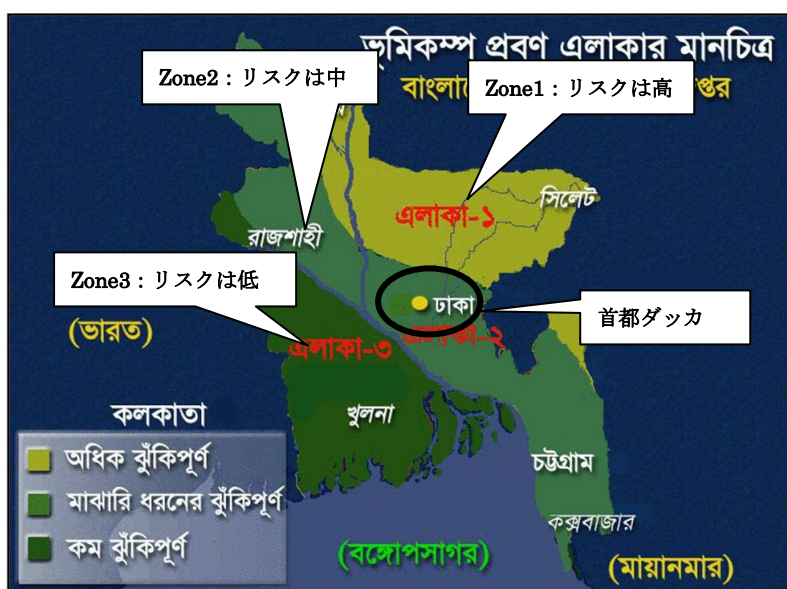 ভূমিকম্প প্রবণ এলাকার মানচিত্র
Zone2：リスクは中
Zone1：リスクは高
সিলেট
এলাকা-১
রাজশাহী
Zone3：リスクは低
ঢাকা
首都ダッカ
(ভারত)
এলাকা-৩
এলাকা-২
কলকাতা
খুলনা
অধিক ঝুঁকিপূর্ণ
মাঝারি ধরনের ঝুঁকিপূর্ণ
কম ঝুঁকিপূর্ণ
চট্টগ্রাম
কক্সবাজার
(বঙ্গোপসাগর)
(মায়ানমার)